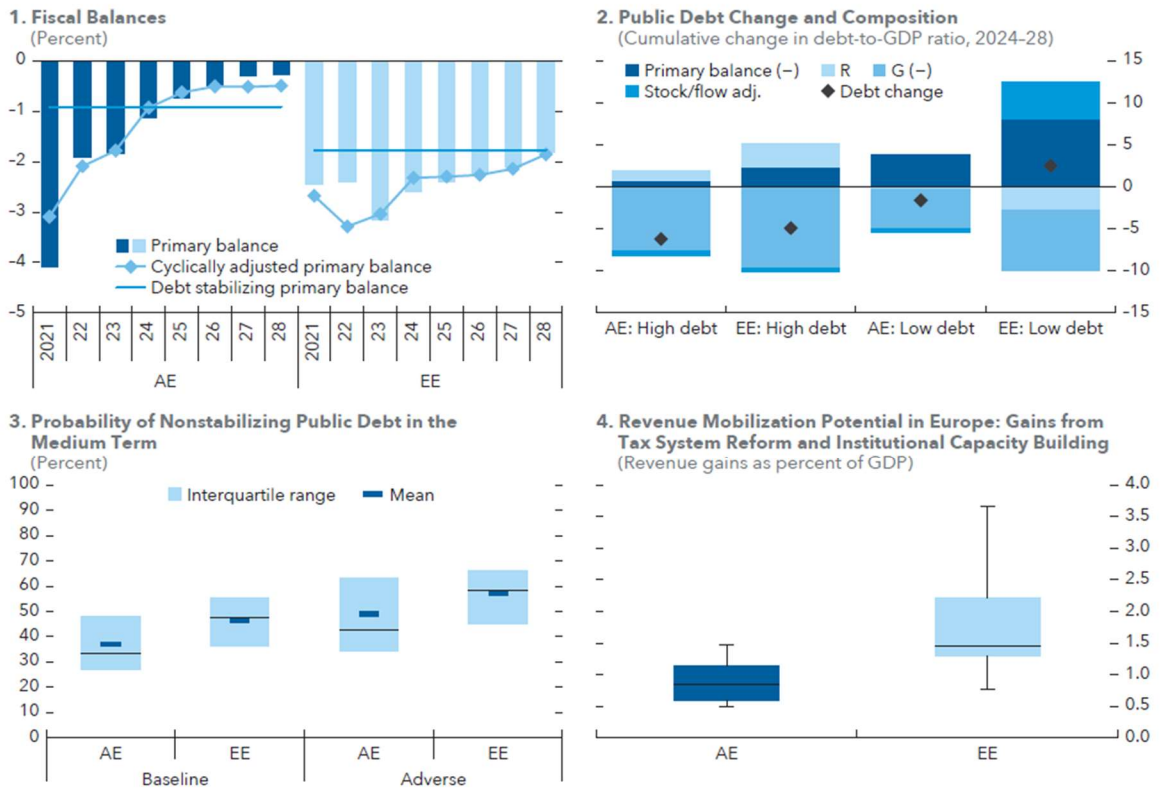 1. Fiscal Balances
(Percent)
0
–1
–2
–3
–4
–5
Primary balance
Cyclically adjusted primary balance
Debt stabilizing primary balance
2021 22 23 24 25 26 27 28 2021 22 23 24 25 26 27 28
AE EE
2. Public Debt Change and Composition
(Cumulative change in debt-to-GDP ratio, 2024–28)
Primary balance (–) R G (–)
Stock/flow adj. Debt change
15
10
5
0
–5
–10
–15
AE: High debt EE: High debt AE: Low debt EE: Low debt
3. Probability of Nonstabilizing Public Debt in the
Medium Term
(Percent)
100
90
80
70
60
50
40
30
20
10
0
Interquartile range Mean
AE EE AE EE
Baseline Adverse
4. Revenue Mobilization Potential in Europe: Gains from
Tax System Reform and Institutional Capacity Building
(Revenue gains as percent of GDP)
4.0
3.5
3.0
2.5
2.0
1.5
1.0
0.5
0.0
AE EE